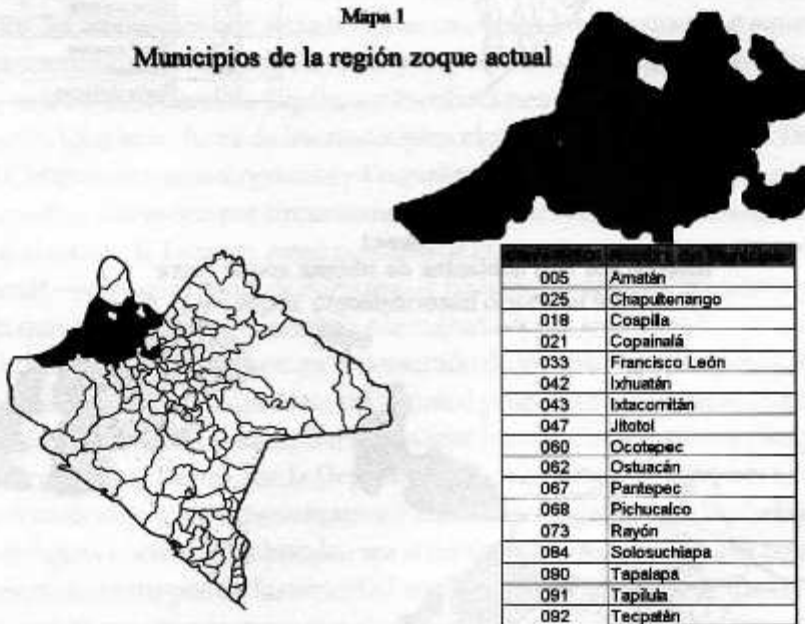 Mapa 1
Municipios de la región zoque actual
005 Amatán
025 Chapultenango
018 Coapilla
021 Copainalá
033 Francisco León
042 Ixhuatán
043 Ixtacomitán
047 Jitotol
060 Ocotepec
062 Ostuacán
067 Pantepec
068 Pichucalco
073 Rayón
084 Solosuchiapa
090 Tapalapa
091 Tapilula
092 Tecpatán